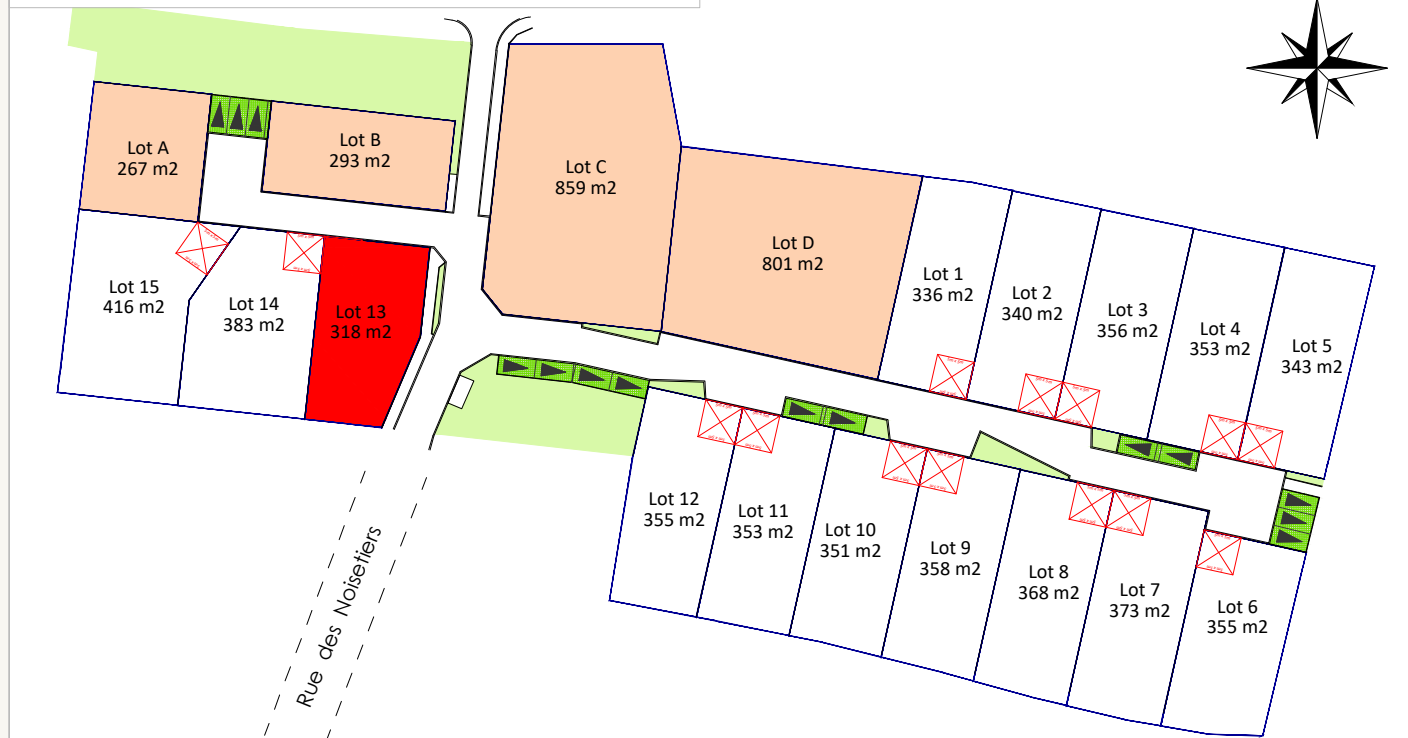 Lot A
267 m2
Lot B
293 m2
Lot C
859 m2
Lot D
801 m2
Lot 1
336 m2
Lot 2
340 m2
Lot 3
356 m2
Lot 4
353 m2
Lot 5
343 m2
Lot 15
416 m2
Lot 14
383 m2
Lot 13
318 m2
Lot 12
355 m2
Lot 11
353 m2
Lot 10
351 m2
Lot 9
358 m2
Lot 8
368 m2
Lot 7
373 m2
Lot 6
355 m2
Rue des Noisetiers